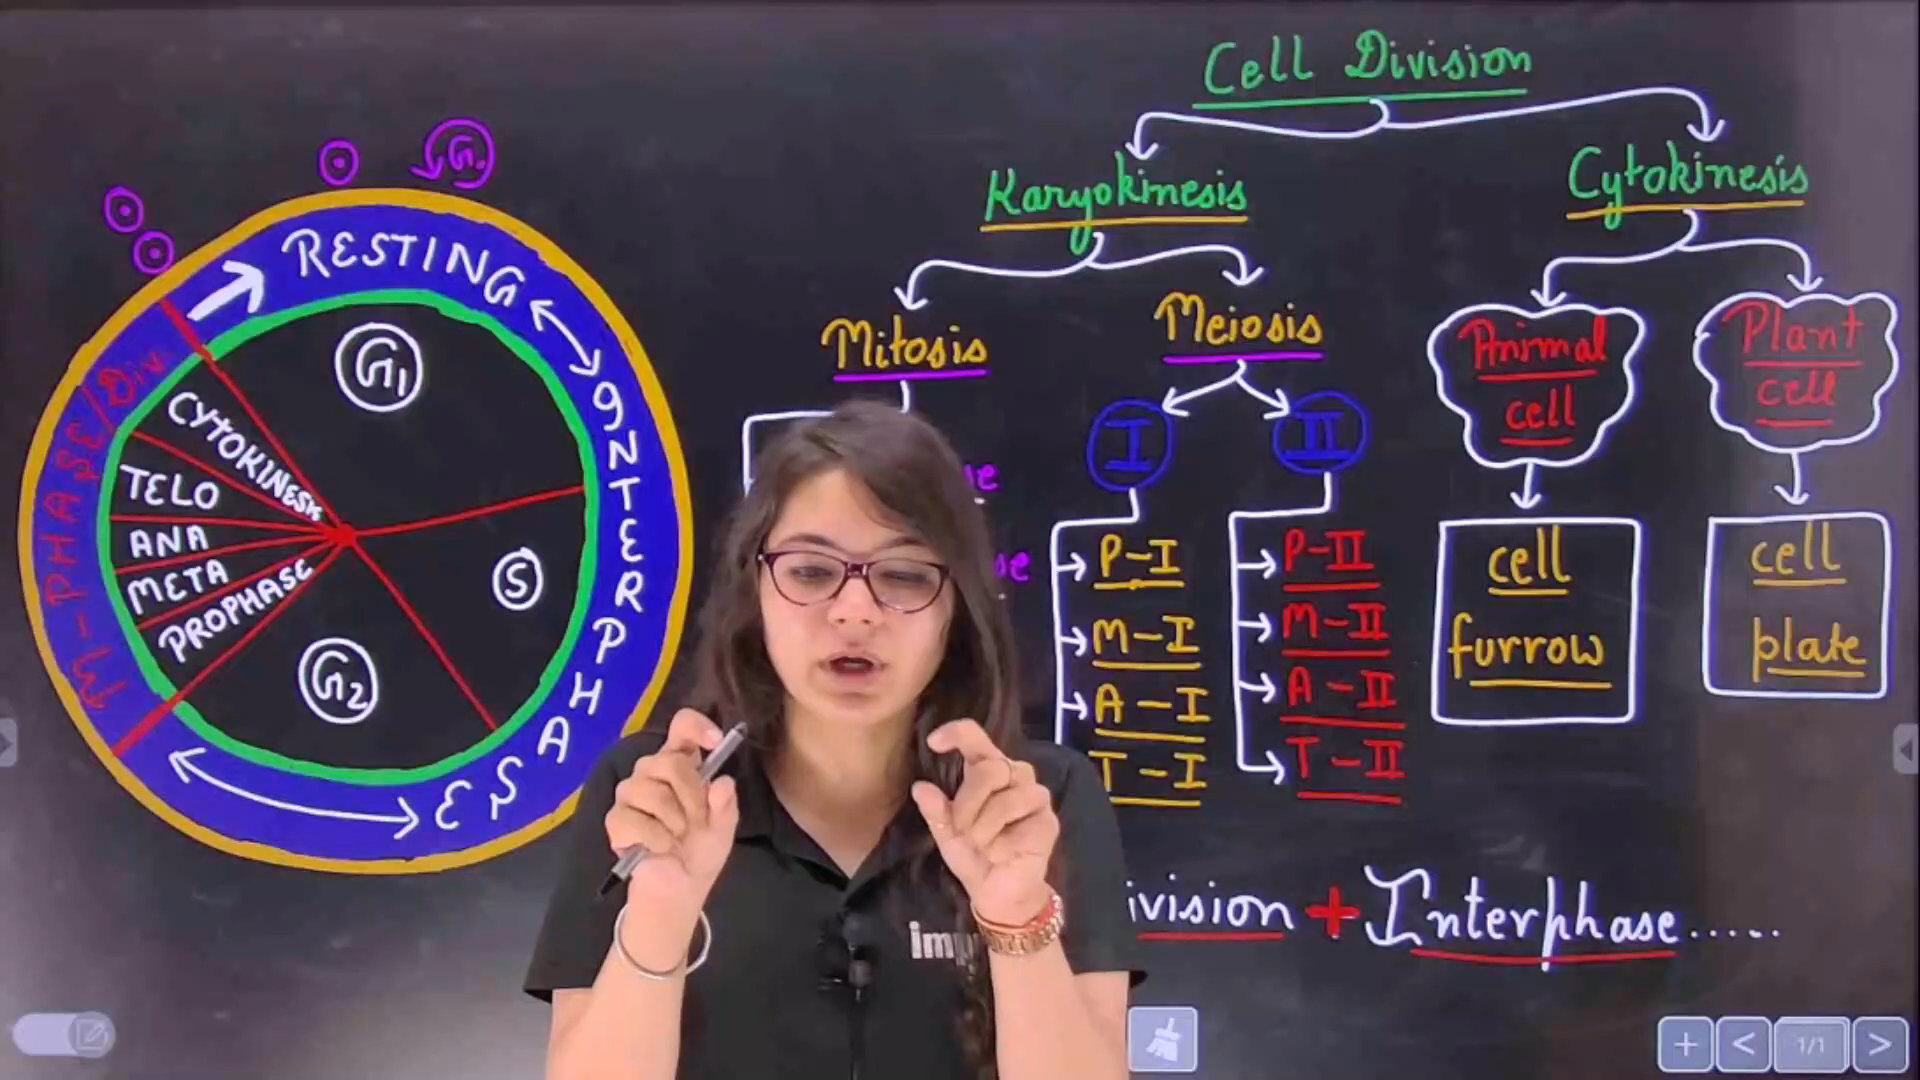 Cell Division
Karyokinesis
Cytokinesis
Mitosis
Meiosis
Animal
cell
Plant
cell
I
II
P-I
M-I
A-I
T-I
P-II
M-II
A-II
T-II
cell
furrow
cell
plate
ivision + Interphase.....
RESTING
INTERPHASE
M-PHASE/Div.
G1
S
G2
CYTOKINESIS
TELO
ANA
META
PROPHASE
1/1